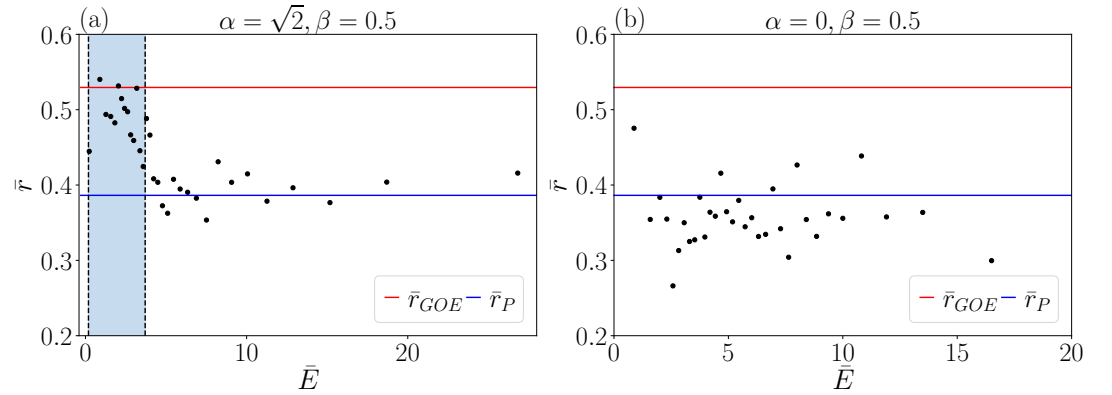 (a) α = √2, β = 0.5
0.6
0.5
0.4
0.3
0.2
r̄
0 10 20
Ē
r̄_GOE r̄_P
(b) α = 0, β = 0.5
0.6
0.5
0.4
0.3
0.2
r̄
0 5 10 15 20
Ē
r̄_GOE r̄_P